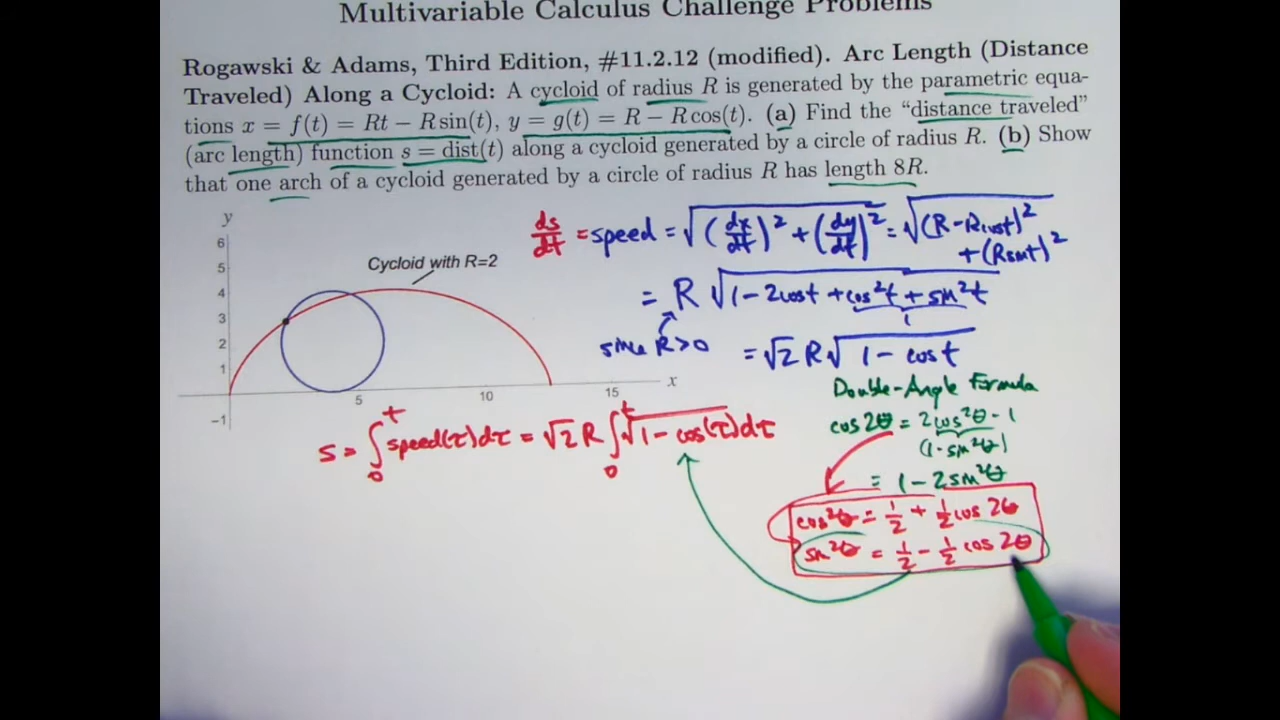 Multivariable Calculus Challenge Problems
Rogawski & Adams, Third Edition, #11.2.12 (modified). Arc Length (Distance
Traveled) Along a Cycloid: A cycloid of radius R is generated by the parametric equa-
tions x = f(t) = Rt − R sin(t), y = g(t) = R − R cos(t). (a) Find the “distance traveled”
(arc length) function s = dist(t) along a cycloid generated by a circle of radius R. (b) Show
that one arch of a cycloid generated by a circle of radius R has length 8R.
y
6
5
4
3
2
1
−1
5
10
15
x
Cycloid with R=2
ds/dt = speed = √((dx/dt)² + (dy/dt)²) = √((R − R cos t)²
+ (R sin t)²)
= R √(1 − 2cos t + cos²t + sin²t)
1
since R > 0
= √2 R √(1 − cos t)
s = ∫₀ᵗ speed(τ) dτ = √2 R ∫₀ᵗ √(1 − cos(τ)) dτ
Double-Angle Formula
cos 2θ = 2cos²θ − 1
(1 − sin²θ)
= 1 − 2 sin²θ
cos²θ = 1/2 + 1/2 cos 2θ
sin²θ = 1/2 − 1/2 cos 2θ